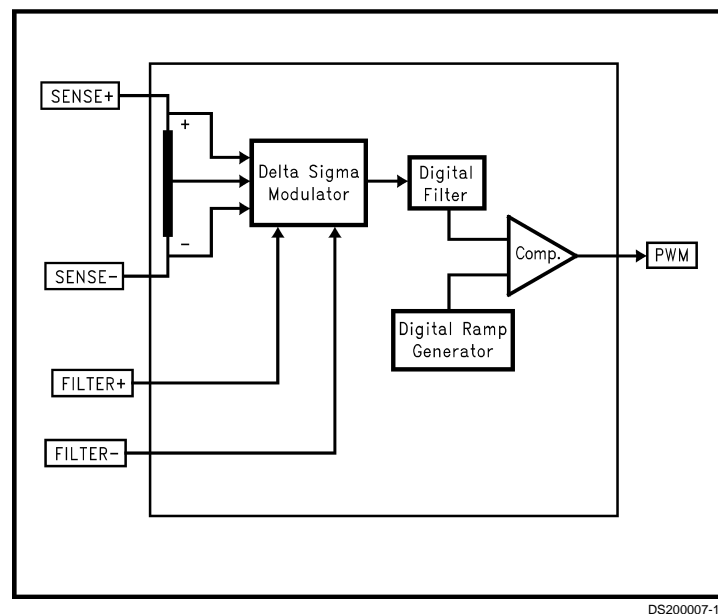 SENSE+
+
Delta Sigma
Modulator
Digital
Filter
-
SENSE-
Comp.
PWM
Digital Ramp
Generator
FILTER+
FILTER-
DS200007-1